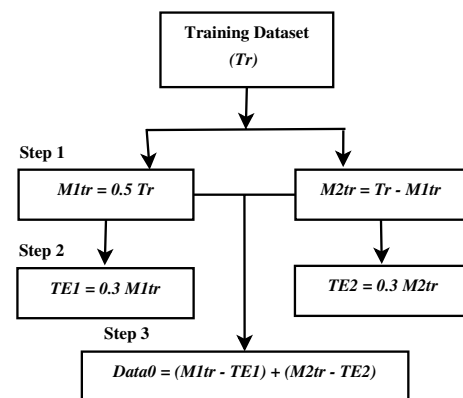 Training Dataset
(Tr)
Step 1
M1tr = 0.5 Tr
M2tr = Tr - M1tr
Step 2
TE1 = 0.3 M1tr
TE2 = 0.3 M2tr
Step 3
Data0 = (M1tr - TE1) + (M2tr - TE2)